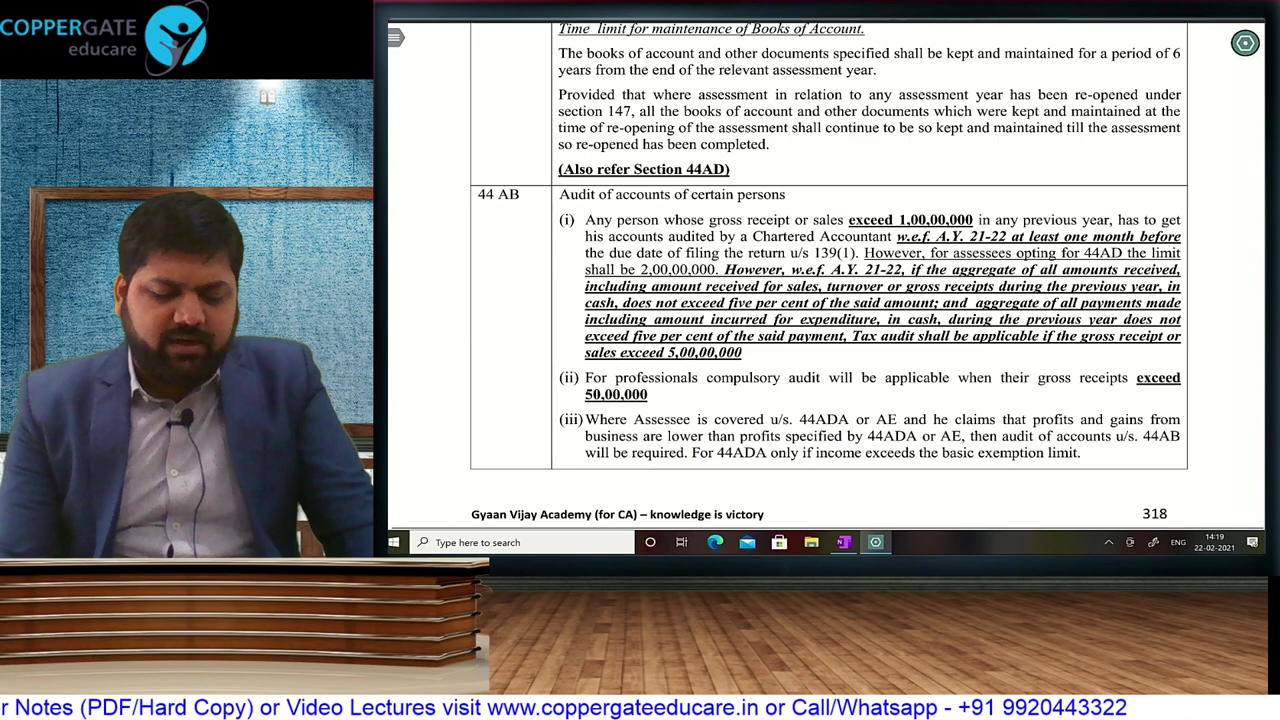 COPPERGATE
educare
Time limit for maintenance of Books of Account.
The books of account and other documents specified shall be kept and maintained for a period of 6
years from the end of the relevant assessment year.
Provided that where assessment in relation to any assessment year has been re-opened under
section 147, all the books of account and other documents which were kept and maintained at the
time of re-opening of the assessment shall continue to be so kept and maintained till the assessment
so re-opened has been completed.
(Also refer Section 44AD)
44 AB
Audit of accounts of certain persons
(i) Any person whose gross receipt or sales exceed 1,00,00,000 in any previous year, has to get
his accounts audited by a Chartered Accountant w.e.f. A.Y. 21-22 at least one month before
the due date of filing the return u/s 139(1). However, for assessees opting for 44AD the limit
shall be 2,00,00,000. However, w.e.f. A.Y. 21-22, if the aggregate of all amounts received,
including amount received for sales, turnover or gross receipts during the previous year, in
cash, does not exceed five per cent of the said amount; and aggregate of all payments made
including amount incurred for expenditure, in cash, during the previous year does not
exceed five per cent of the said payment, Tax audit shall be applicable if the gross receipt or
sales exceed 5,00,00,000
(ii) For professionals compulsory audit will be applicable when their gross receipts exceed
50,00,000
(iii) Where Assessee is covered u/s. 44ADA or AE and he claims that profits and gains from
business are lower than profits specified by 44ADA or AE, then audit of accounts u/s. 44AB
will be required. For 44ADA only if income exceeds the basic exemption limit.
Gyaan Vijay Academy (for CA) – knowledge is victory
318
Type here to search
ENG
14:19
22-02-2021
r Notes (PDF/Hard Copy) or Video Lectures visit www.coppergateeducare.in or Call/Whatsapp - +91 9920443322